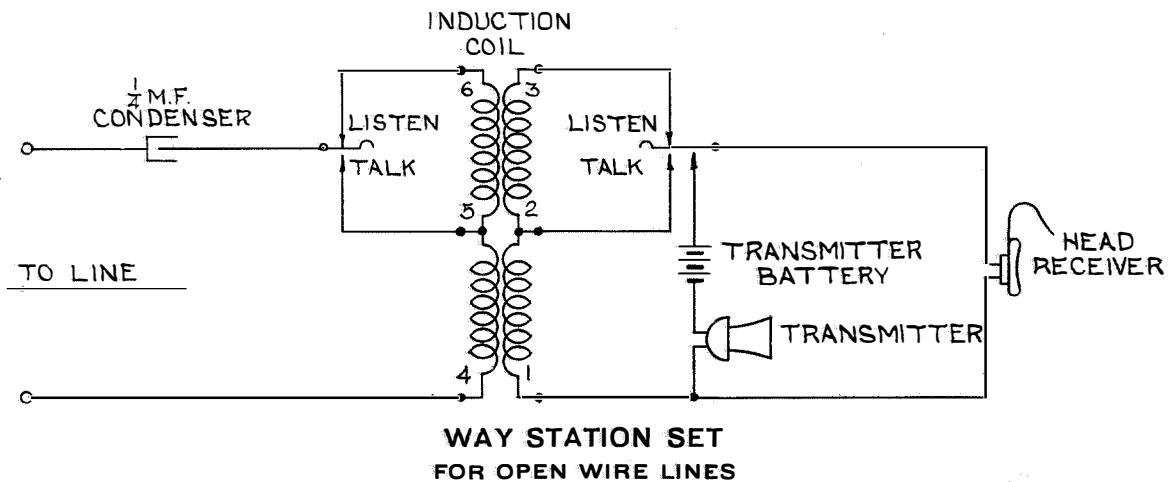 INDUCTION
COIL
1/4 M.F.
CONDENSER
6 3
LISTEN LISTEN
TALK TALK
5 2
TO LINE
TRANSMITTER
BATTERY
HEAD
RECEIVER
TRANSMITTER
4 1
WAY STATION SET
FOR OPEN WIRE LINES